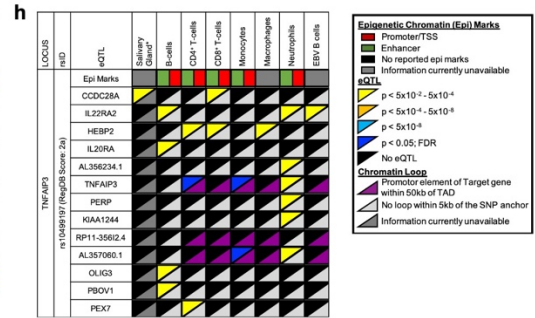 h
LOCUS
rsID
eQTL
Salivary Gland*
B-cells
CD4⁺ T-cells
CD8⁺ T-cells
Monocytes
Macrophages
Neutrophils
EBV B cells
TNFAIP3
rs10499197 (RegDB Score: 2a)
Epi Marks
CCDC28A
IL22RA2
HEBP2
IL20RA
AL356234.1
TNFAIP3
PERP
KIAA1244
RP11-356I2.4
AL357060.1
OLIG3
PBOV1
PEX7
Epigenetic Chromatin (Epi) Marks
Promoter/TSS
Enhancer
No reported epi marks
Information currently unavailable
eQTL
p < 5x10⁻² - 5x10⁻⁴
p < 5x10⁻⁴ - 5x10⁻⁸
p < 5x10⁻⁸
p < 0.05; FDR
No eQTL
Chromatin Loop
Promotor element of Target gene
within 50kb of TAD
No loop within 5kb of the SNP anchor
Information currently unavailable